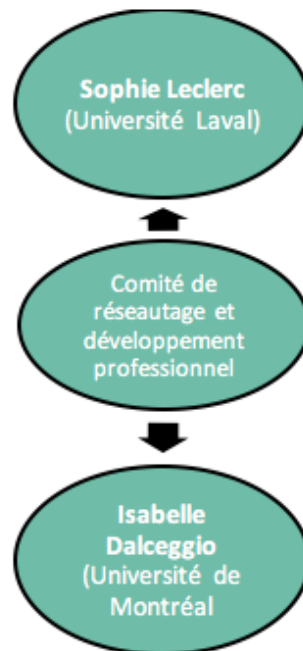 Sophie Leclerc
(Université Laval)
Comité de
réseautage et
développement
professionnel
Isabelle
Dalceggio
(Université de
Montréal